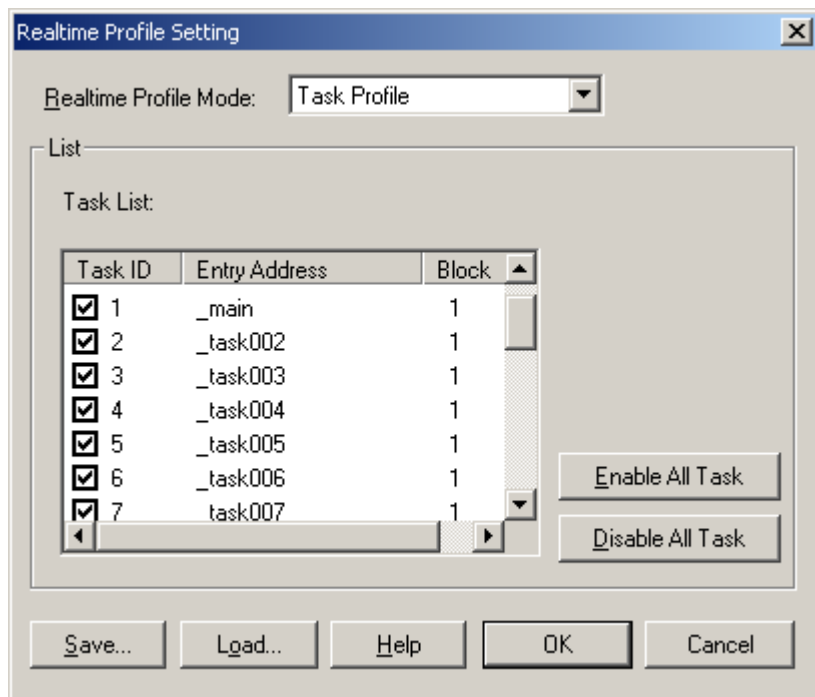 Realtime Profile Setting
Realtime Profile Mode: Task Profile
List
Task List:
Task ID Entry Address Block
1 _main 1
2 _task002 1
3 _task003 1
4 _task004 1
5 _task005 1
6 _task006 1
7 _task007 1
Enable All Task
Disable All Task
Save... Load... Help OK Cancel